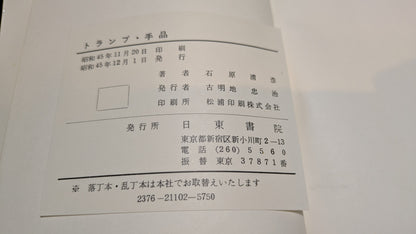 トランプ・手品
昭和45年11月20日 印刷
昭和45年12月1日 発行
著者 石原清彦
発行者 古明地忠治
印刷所 松浦印刷株式会社
発行所 日東書院
東京都新宿区新小川町2-13
電話 (260) 5560
振替 東京 37871番
※ 落丁本・乱丁本は本社でお取替えいたします
2376-21102-5750